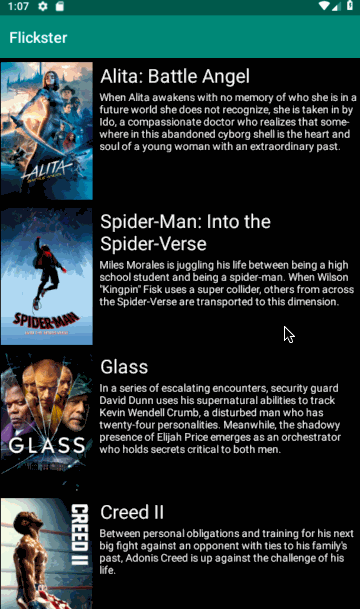 1:07
Flickster
Alita: Battle Angel
When Alita awakens with no memory of who she is in a
future world she does not recognize, she is taken in by
Ido, a compassionate doctor who realizes that some-
where in this abandoned cyborg shell is the heart and
soul of a young woman with an extraordinary past.
ALITA
BATTLE ANGEL
Spider-Man: Into the
Spider-Verse
Miles Morales is juggling his life between being a high
school student and being a spider-man. When Wilson
"Kingpin" Fisk uses a super collider, others from across
the Spider-Verse are transported to this dimension.
SPIDER-MAN
Glass
In a series of escalating encounters, security guard
David Dunn uses his supernatural abilities to track
Kevin Wendell Crumb, a disturbed man who has
twenty-four personalities. Meanwhile, the shadowy
presence of Elijah Price emerges as an orchestrator
who holds secrets critical to both men.
GLASS
Creed II
Between personal obligations and training for his next
big fight against an opponent with ties to his family's
past, Adonis Creed is up against the challenge of his
life.
CREED II